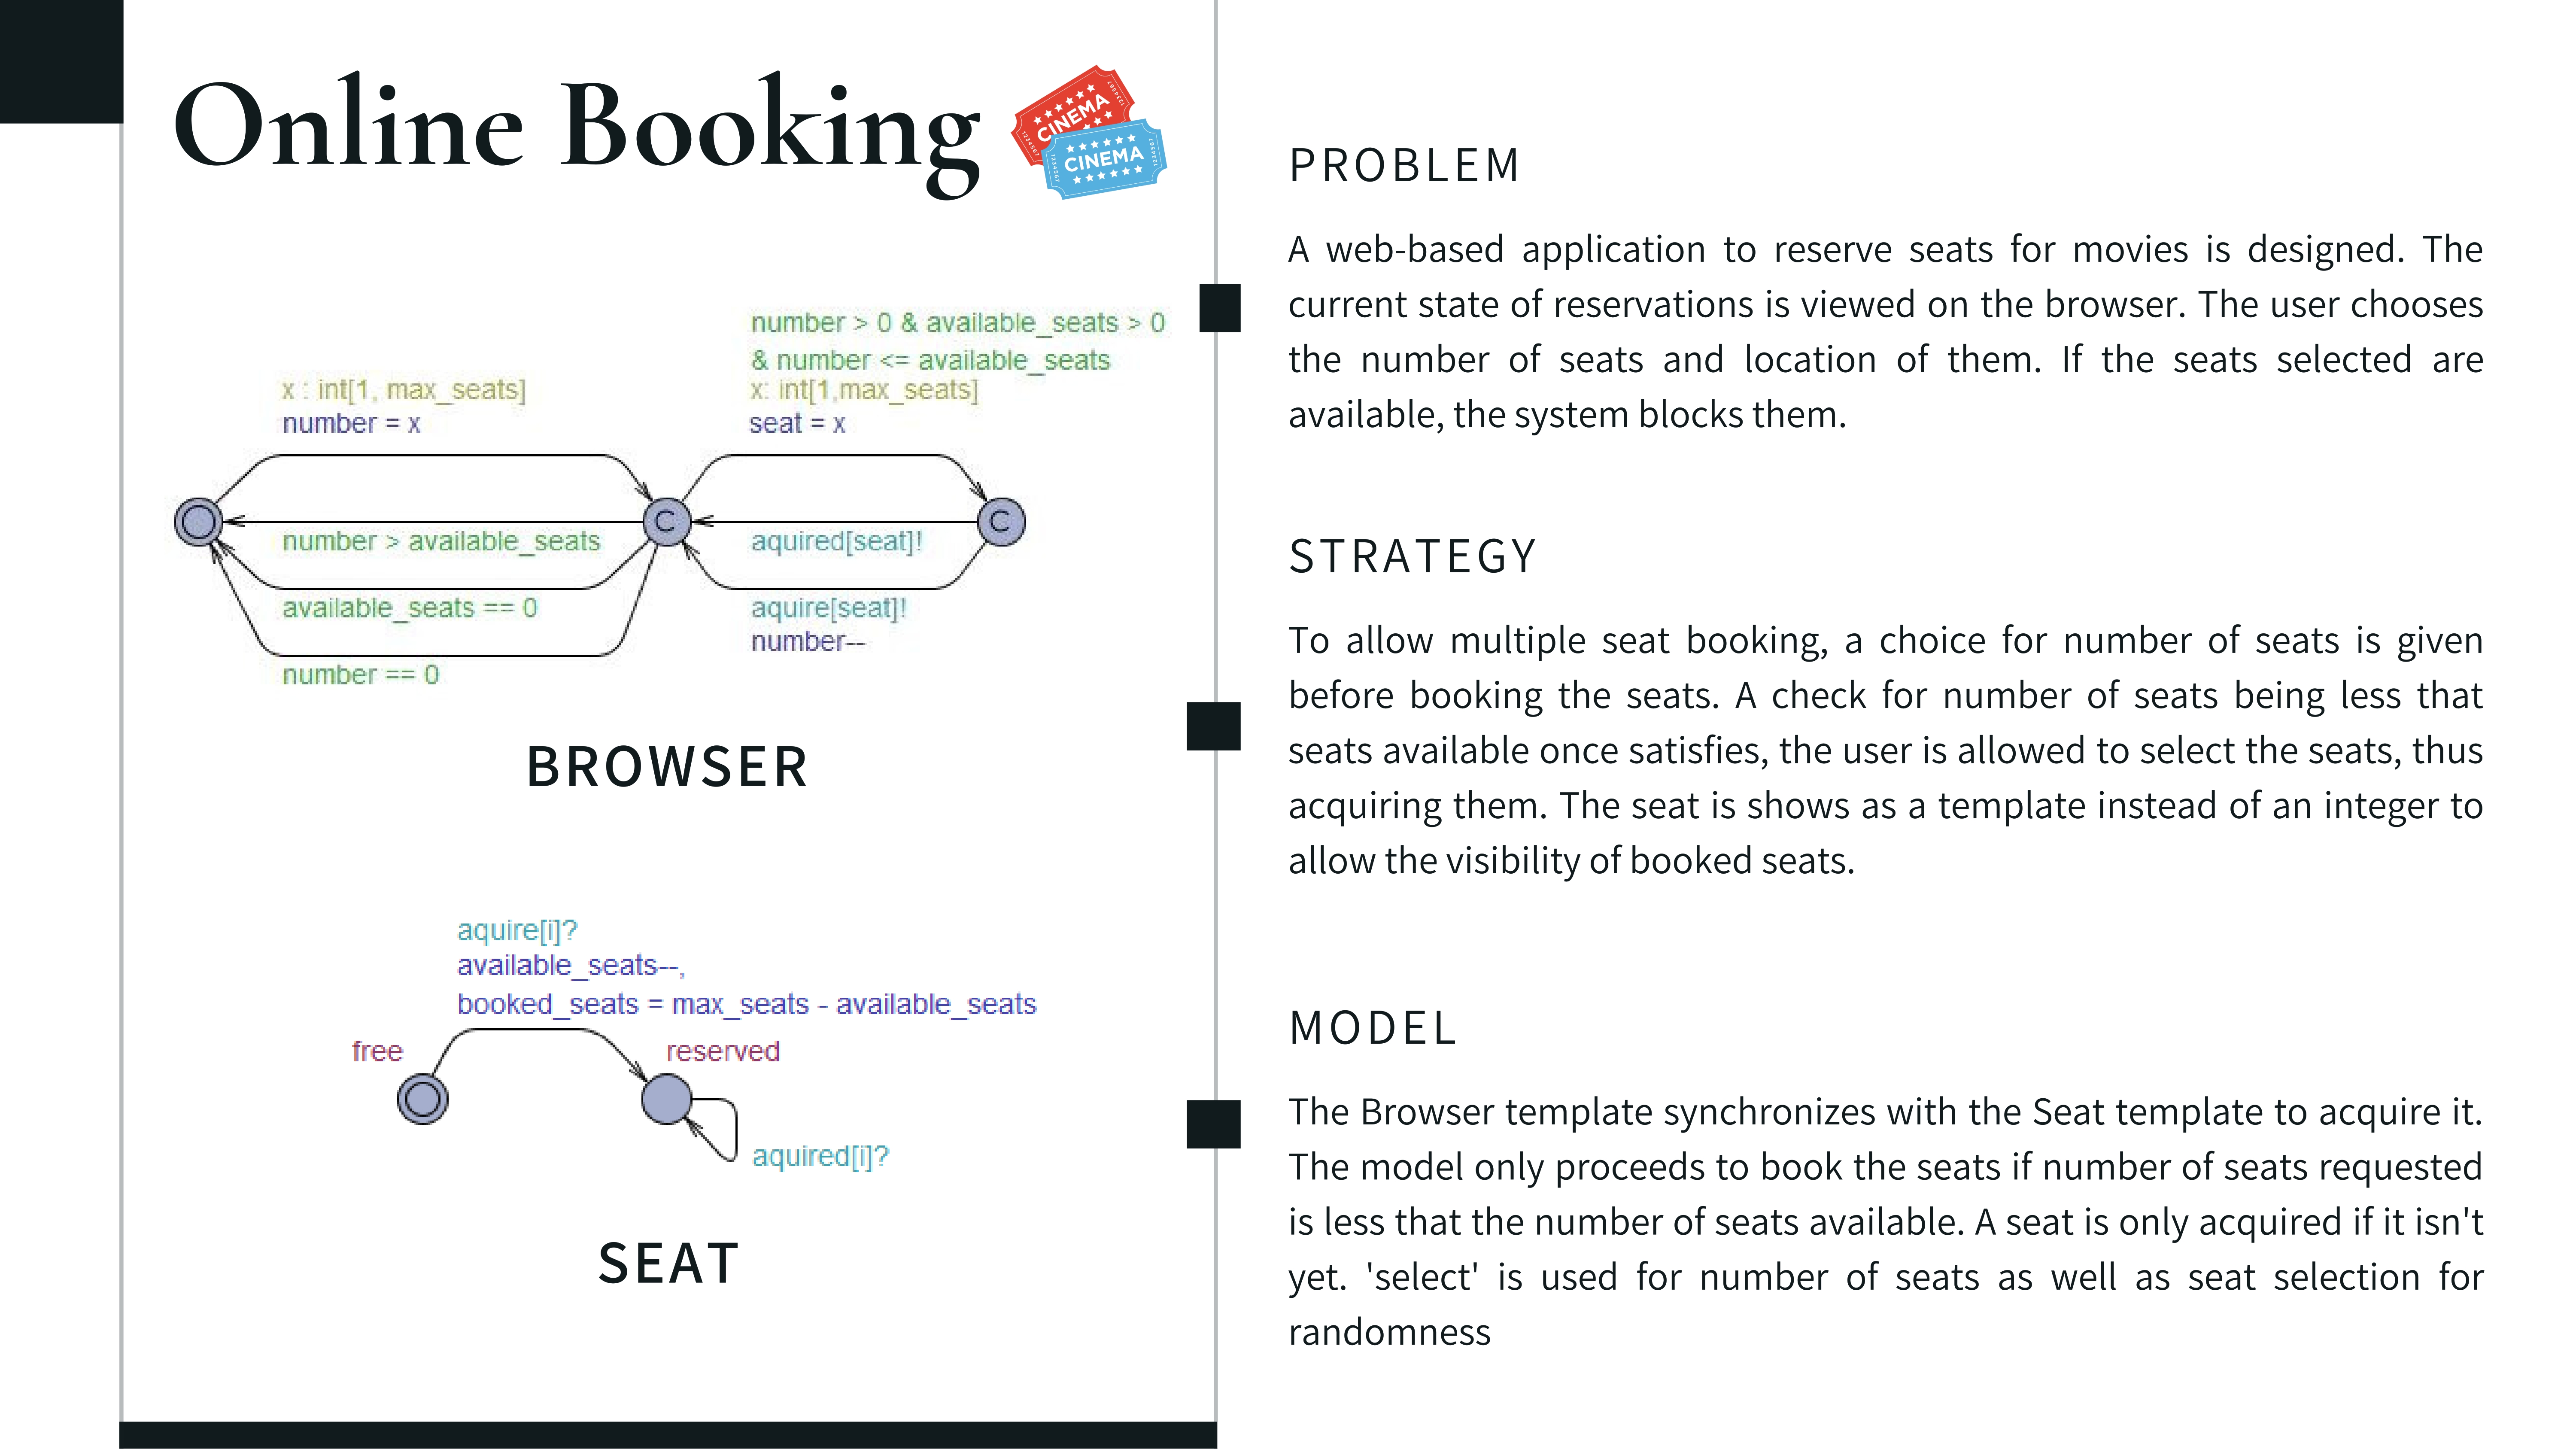 Online Booking
CINEMA
CINEMA
number > 0 & available_seats > 0
& number <= available_seats
x : int[1, max_seats]
x: int[1,max_seats]
number = x
seat = x
C
C
number > available_seats
aquired[seat]!
available_seats == 0
aquire[seat]!
number--
number == 0
BROWSER
aquire[i]?
available_seats--,
booked_seats = max_seats - available_seats
free
reserved
aquired[i]?
SEAT
PROBLEM
A web-based application to reserve seats for movies is designed. The
current state of reservations is viewed on the browser. The user chooses
the number of seats and location of them. If the seats selected are
available, the system blocks them.
STRATEGY
To allow multiple seat booking, a choice for number of seats is given
before booking the seats. A check for number of seats being less that
seats available once satisfies, the user is allowed to select the seats, thus
acquiring them. The seat is shows as a template instead of an integer to
allow the visibility of booked seats.
MODEL
The Browser template synchronizes with the Seat template to acquire it.
The model only proceeds to book the seats if number of seats requested
is less that the number of seats available. A seat is only acquired if it isn't
yet. 'select' is used for number of seats as well as seat selection for
randomness